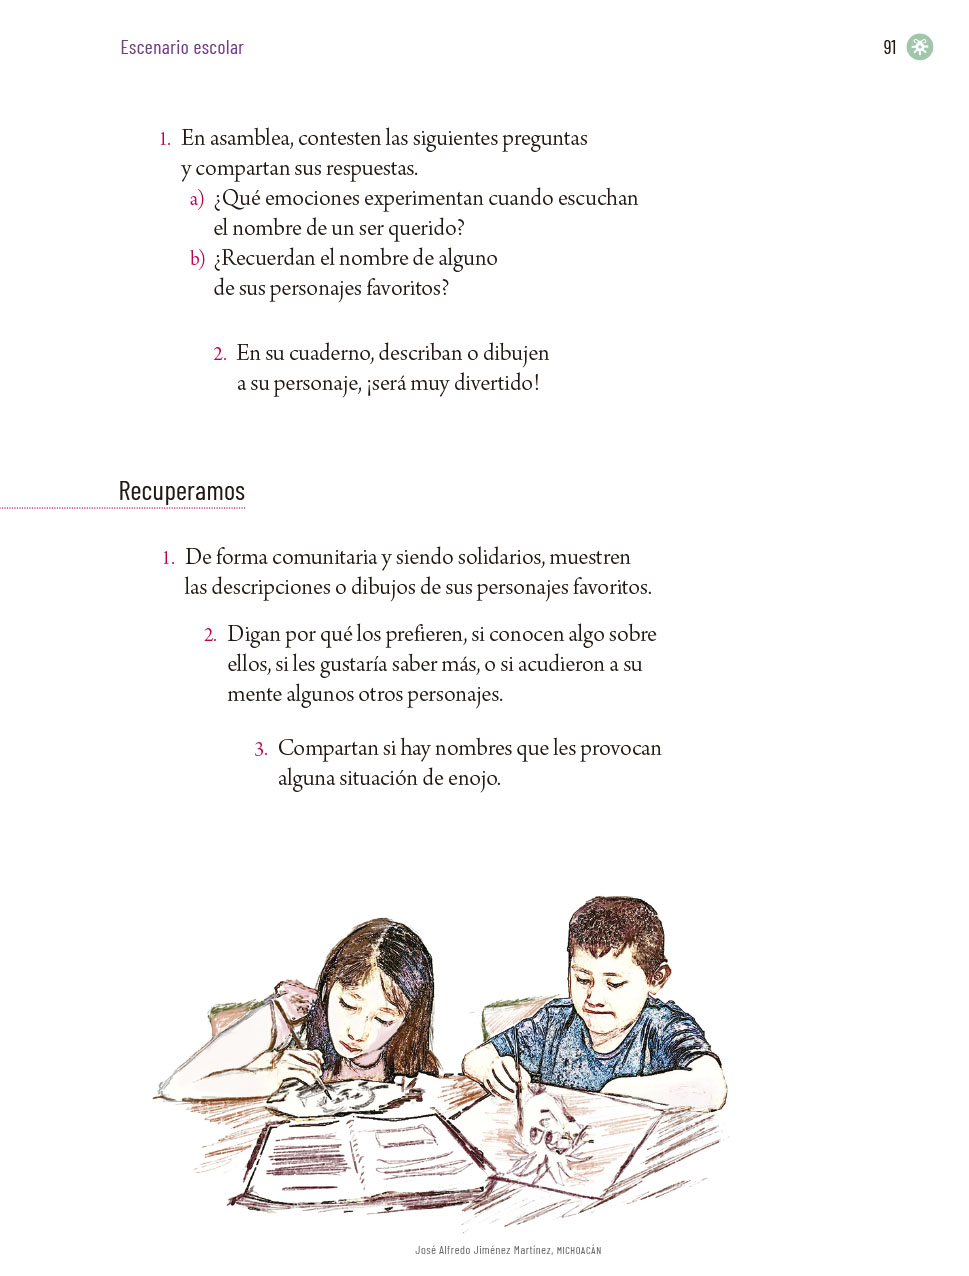 Escenario escolar
91
1. En asamblea, contesten las siguientes preguntas
y compartan sus respuestas.
a) ¿Qué emociones experimentan cuando escuchan
el nombre de un ser querido?
b) ¿Recuerdan el nombre de alguno
de sus personajes favoritos?
2. En su cuaderno, describan o dibujen
a su personaje, ¡será muy divertido!
Recuperamos
1. De forma comunitaria y siendo solidarios, muestren
las descripciones o dibujos de sus personajes favoritos.
2. Digan por qué los prefieren, si conocen algo sobre
ellos, si les gustaría saber más, o si acudieron a su
mente algunos otros personajes.
3. Compartan si hay nombres que les provocan
alguna situación de enojo.
José Alfredo Jiménez Martínez, MICHOACÁN